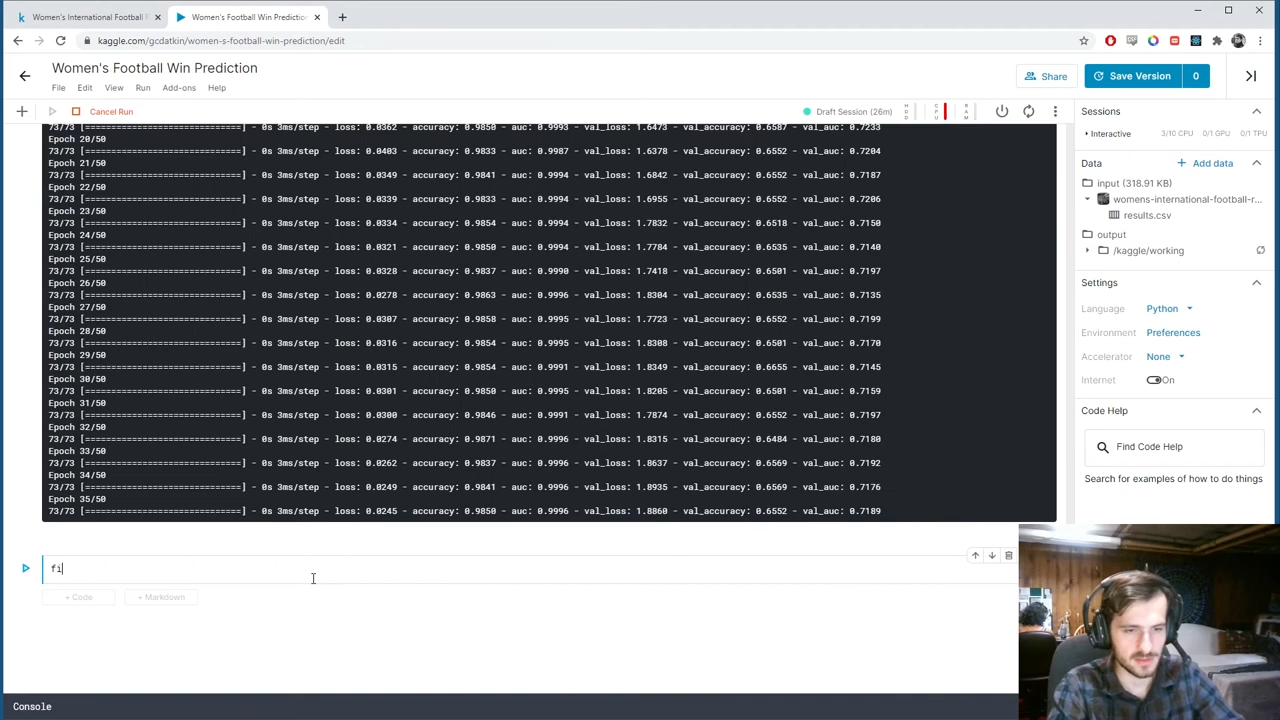 Women's International Football R
Women's Football Win Prediction
kaggle.com/gcdatkin/women-s-football-win-prediction/edit
Women's Football Win Prediction
File Edit View Run Add-ons Help
Share
Save Version 0
Cancel Run
Draft Session (26m)
HDD CPU RAM
73/73 [==============================] - 0s 3ms/step - loss: 0.0362 - accuracy: 0.9850 - auc: 0.9993 - val_loss: 1.6473 - val_accuracy: 0.6587 - val_auc: 0.7233
Epoch 20/50
73/73 [==============================] - 0s 3ms/step - loss: 0.0403 - accuracy: 0.9833 - auc: 0.9987 - val_loss: 1.6378 - val_accuracy: 0.6552 - val_auc: 0.7204
Epoch 21/50
73/73 [==============================] - 0s 3ms/step - loss: 0.0349 - accuracy: 0.9841 - auc: 0.9994 - val_loss: 1.6842 - val_accuracy: 0.6552 - val_auc: 0.7187
Epoch 22/50
73/73 [==============================] - 0s 3ms/step - loss: 0.0339 - accuracy: 0.9833 - auc: 0.9994 - val_loss: 1.6955 - val_accuracy: 0.6552 - val_auc: 0.7206
Epoch 23/50
73/73 [==============================] - 0s 3ms/step - loss: 0.0334 - accuracy: 0.9854 - auc: 0.9994 - val_loss: 1.7832 - val_accuracy: 0.6518 - val_auc: 0.7150
Epoch 24/50
73/73 [==============================] - 0s 3ms/step - loss: 0.0321 - accuracy: 0.9850 - auc: 0.9994 - val_loss: 1.7784 - val_accuracy: 0.6535 - val_auc: 0.7140
Epoch 25/50
73/73 [==============================] - 0s 3ms/step - loss: 0.0328 - accuracy: 0.9837 - auc: 0.9990 - val_loss: 1.7418 - val_accuracy: 0.6501 - val_auc: 0.7197
Epoch 26/50
73/73 [==============================] - 0s 3ms/step - loss: 0.0278 - accuracy: 0.9863 - auc: 0.9996 - val_loss: 1.8304 - val_accuracy: 0.6535 - val_auc: 0.7135
Epoch 27/50
73/73 [==============================] - 0s 3ms/step - loss: 0.0307 - accuracy: 0.9858 - auc: 0.9995 - val_loss: 1.7723 - val_accuracy: 0.6552 - val_auc: 0.7199
Epoch 28/50
73/73 [==============================] - 0s 3ms/step - loss: 0.0316 - accuracy: 0.9854 - auc: 0.9995 - val_loss: 1.8308 - val_accuracy: 0.6501 - val_auc: 0.7170
Epoch 29/50
73/73 [==============================] - 0s 3ms/step - loss: 0.0315 - accuracy: 0.9854 - auc: 0.9991 - val_loss: 1.8349 - val_accuracy: 0.6655 - val_auc: 0.7145
Epoch 30/50
73/73 [==============================] - 0s 3ms/step - loss: 0.0301 - accuracy: 0.9850 - auc: 0.9995 - val_loss: 1.8205 - val_accuracy: 0.6501 - val_auc: 0.7159
Epoch 31/50
73/73 [==============================] - 0s 3ms/step - loss: 0.0300 - accuracy: 0.9846 - auc: 0.9991 - val_loss: 1.7874 - val_accuracy: 0.6552 - val_auc: 0.7197
Epoch 32/50
73/73 [==============================] - 0s 3ms/step - loss: 0.0274 - accuracy: 0.9871 - auc: 0.9996 - val_loss: 1.8315 - val_accuracy: 0.6484 - val_auc: 0.7180
Epoch 33/50
73/73 [==============================] - 0s 3ms/step - loss: 0.0262 - accuracy: 0.9837 - auc: 0.9996 - val_loss: 1.8637 - val_accuracy: 0.6569 - val_auc: 0.7192
Epoch 34/50
73/73 [==============================] - 0s 3ms/step - loss: 0.0249 - accuracy: 0.9841 - auc: 0.9996 - val_loss: 1.8935 - val_accuracy: 0.6569 - val_auc: 0.7176
Epoch 35/50
73/73 [==============================] - 0s 3ms/step - loss: 0.0245 - accuracy: 0.9850 - auc: 0.9996 - val_loss: 1.8860 - val_accuracy: 0.6552 - val_auc: 0.7189
fi
+ Code + Markdown
Console
Sessions
Interactive 3/10 CPU 0/1 GPU 0/1 TPU
Data + Add data
input (318.91 KB)
womens-international-football-r...
results.csv
output
/kaggle/working
Settings
Language Python
Environment Preferences
Accelerator None
Internet On
Code Help
Find Code Help
Search for examples of how to do things